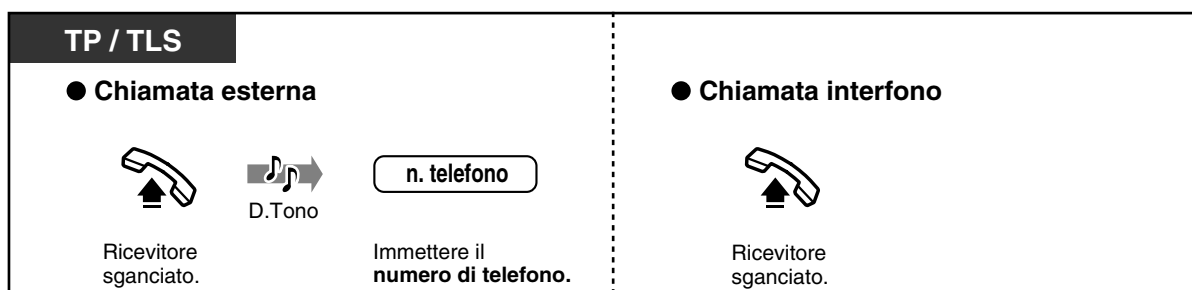 TP / TLS
● Chiamata esterna
n. telefono
D.Tono
Ricevitore
sganciato.
Immettere il
numero di telefono.
● Chiamata interfono
Ricevitore
sganciato.